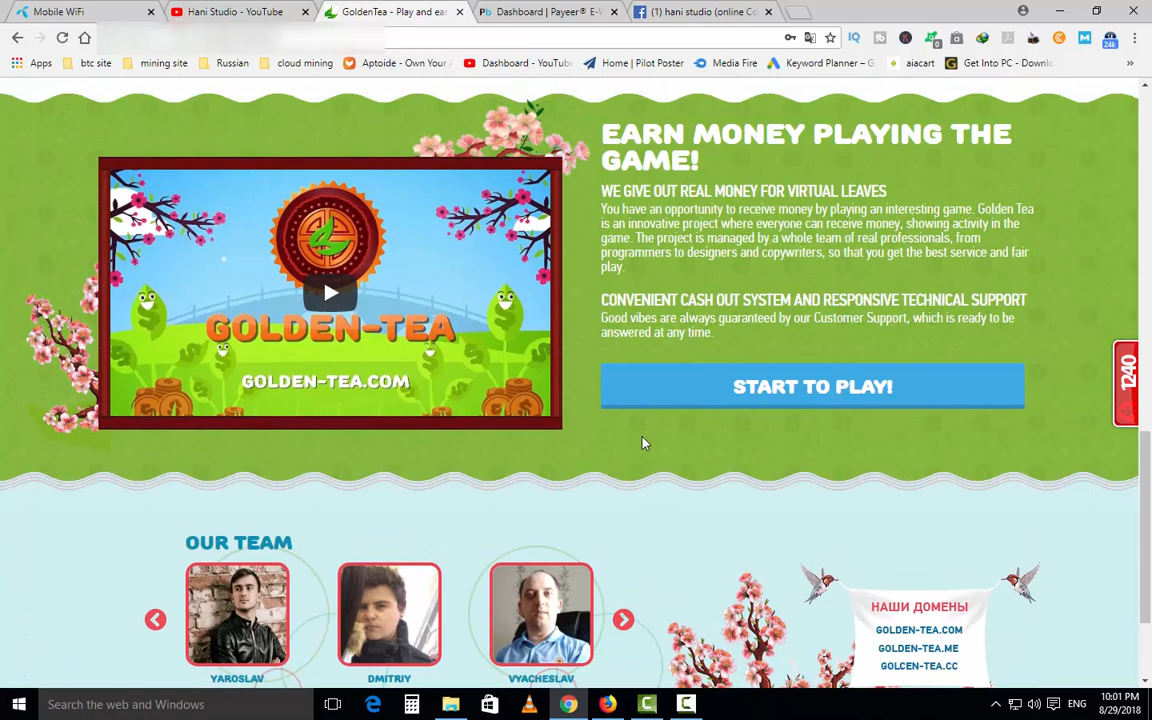 Mobile WiFi
Hani Studio - YouTube
GoldenTea - Play and ear
Pb Dashboard | Payeer® E-W
(1) hani studio (online Co
Apps
btc site
mining site
Russian
cloud mining
Aptoide - Own Your
Dashboard - YouTube
Home | Pilot Poster
Media Fire
Keyword Planner – G
aiacart
Get Into PC - Downlo
0
24k
EARN MONEY PLAYING THE
GAME!
WE GIVE OUT REAL MONEY FOR VIRTUAL LEAVES
You have an opportunity to receive money by playing an interesting game. Golden Tea
is an innovative project where everyone can receive money, showing activity in the
game. The project is managed by a whole team of real professionals, from
programmers to designers and copywriters, so that you get the best service and fair
play.
CONVENIENT CASH OUT SYSTEM AND RESPONSIVE TECHNICAL SUPPORT
Good vibes are always guaranteed by our Customer Support, which is ready to be
answered at any time.
START TO PLAY!
GOLDEN-TEA
GOLDEN-TEA.COM
1240
OUR TEAM
YAROSLAV
DMITRIY
VYACHESLAV
НАШИ ДОМЕНЫ
GOLDEN-TEA.COM
GOLDEN-TEA.ME
GOLCEN-TEA.CC
Search the web and Windows
ENG
10:01 PM
8/29/2018